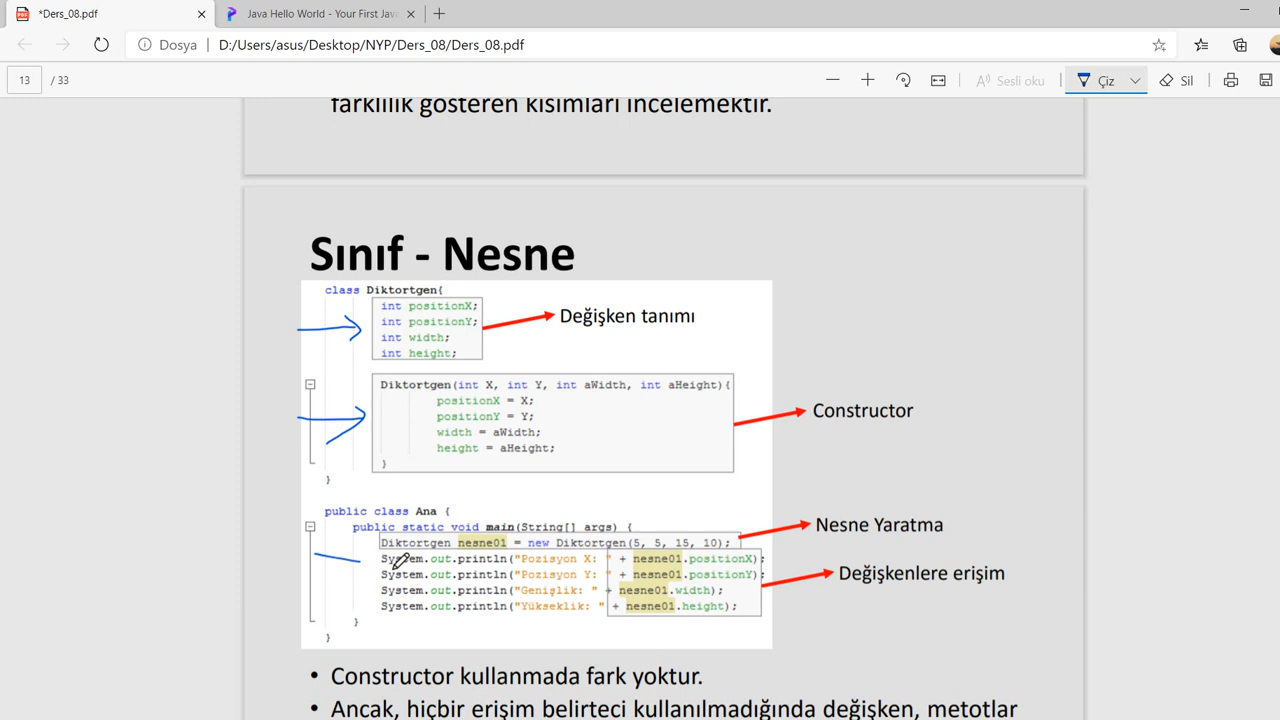 *Ders_08.pdf
Java Hello World - Your First Java
Dosya
D:/Users/asus/Desktop/NYP/Ders_08/Ders_08.pdf
13 / 33
Sesli oku
Çiz
Sil
farklılık gösteren kısımları incelemektir.
Sınıf - Nesne
class Diktortgen{
int positionX;
int positionY;
int width;
int height;
Değişken tanımı
Diktortgen(int X, int Y, int aWidth, int aHeight){
positionX = X;
positionY = Y;
width = aWidth;
height = aHeight;
}
Constructor
}
public class Ana {
public static void main(String[] args) {
Diktortgen nesne01 = new Diktortgen(5, 5, 15, 10);
Nesne Yaratma
System.out.println("Pozisyon X: " + nesne01.positionX);
System.out.println("Pozisyon Y: " + nesne01.positionY);
System.out.println("Genişlik: " + nesne01.width);
System.out.println("Yükseklik: " + nesne01.height);
Değişkenlere erişim
}
}
• Constructor kullanmada fark yoktur.
• Ancak, hiçbir erişim belirteci kullanılmadığında değişken, metotlar